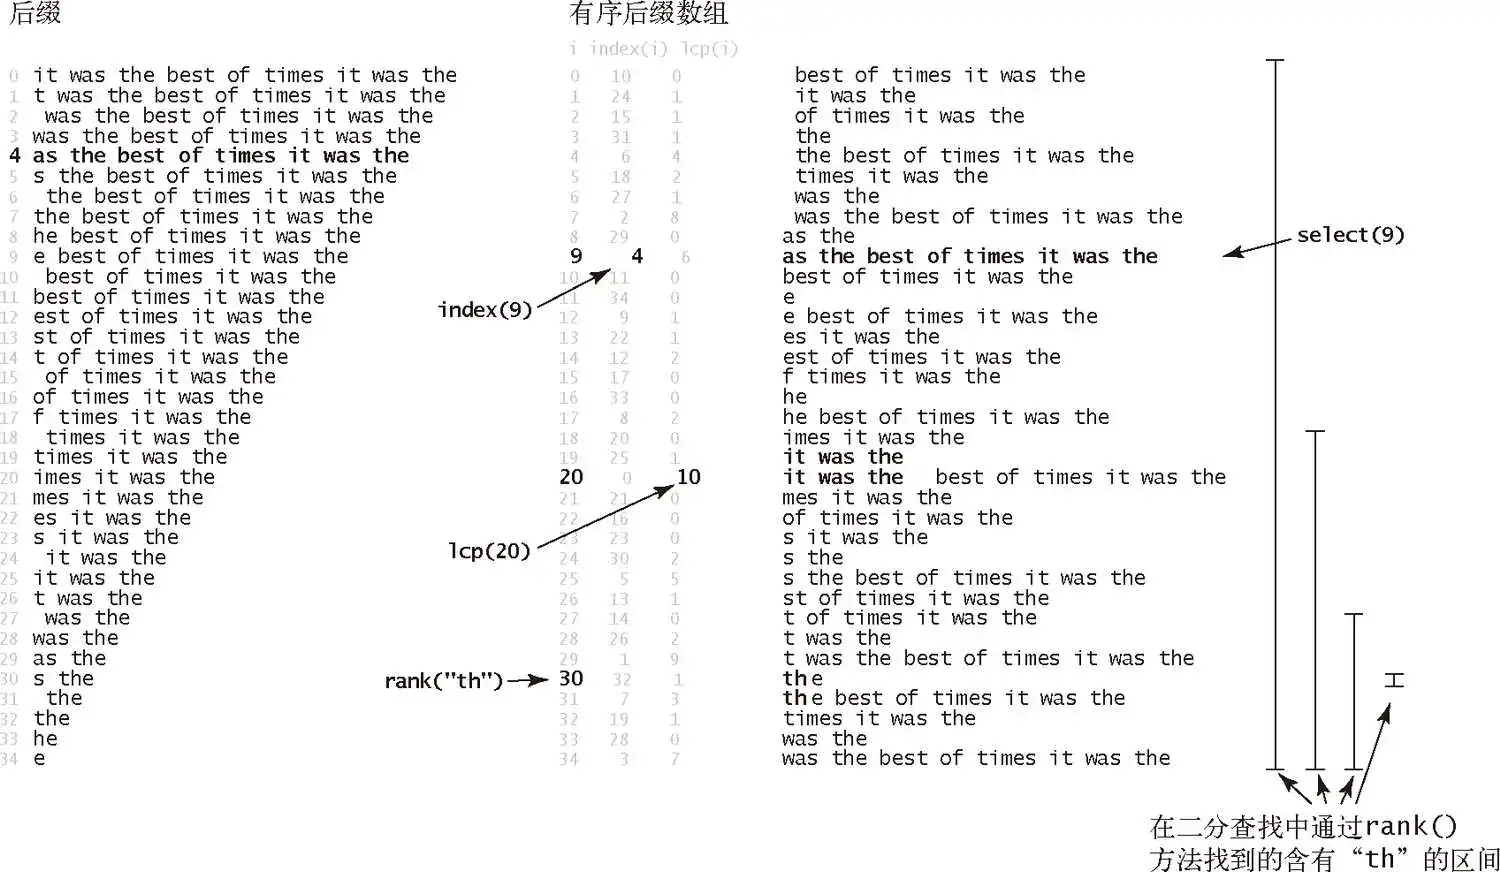 后缀 有序后缀数组
i index(i) lcp(i)
0 it was the best of times it was the 0 10 0 best of times it was the
1 t was the best of times it was the 1 24 1 it was the
2 was the best of times it was the 2 15 1 of times it was the
3 was the best of times it was the 3 31 1 the
4 as the best of times it was the 4 6 4 the best of times it was the
5 s the best of times it was the 5 18 2 times it was the
6 the best of times it was the 6 27 1 was the
7 the best of times it was the 7 2 8 was the best of times it was the
8 he best of times it was the 8 29 0 as the
select(9)
9 e best of times it was the 9 4 6 as the best of times it was the
10 best of times it was the 10 11 0 best of times it was the
11 best of times it was the 11 34 0 e
index(9)
12 est of times it was the 12 9 1 e best of times it was the
13 st of times it was the 13 22 1 es it was the
14 t of times it was the 14 12 2 est of times it was the
15 of times it was the 15 17 0 f times it was the
16 of times it was the 16 33 0 he
17 f times it was the 17 8 2 he best of times it was the
18 times it was the 18 20 0 imes it was the
19 times it was the 19 25 1 it was the
20 imes it was the 20 0 10 it was the best of times it was the
21 mes it was the 21 21 0 mes it was the
22 es it was the 22 16 0 of times it was the
23 s it was the 23 23 0 s it was the
lcp(20)
24 it was the 24 30 2 s the
25 it was the 25 5 5 s the best of times it was the
26 t was the 26 13 1 st of times it was the
27 was the 27 14 0 t of times it was the
28 was the 28 26 2 t was the
29 as the 29 1 9 t was the best of times it was the
30 s the rank("th") 30 32 1 the
31 the 31 7 3 the best of times it was the
32 the 32 19 1 times it was the
33 he 33 28 0 was the
34 e 34 3 7 was the best of times it was the
在二分查找中通过rank()
方法找到的含有“th”的区间